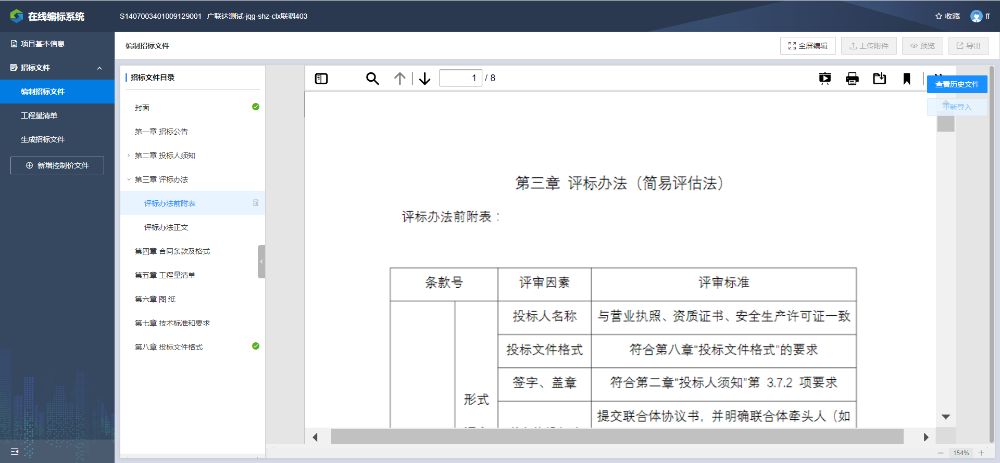 在线编标系统
S1407003401009129001 广联达测试-jqg-shz-clx联调403
收藏
ff
项目基本信息
招标文件
编制招标文件
工程量清单
生成招标文件
新增控制价文件
编制招标文件
全屏编辑
上传附件
预览
导出
招标文件目录
封面
第一章 招标公告
第二章 投标人须知
第三章 评标办法
评标办法前附表
评标办法正文
第四章 合同条款及格式
第五章 工程量清单
第六章 图 纸
第七章 技术标准和要求
第八章 投标文件格式
1 / 8
查看历史文件
重新导入
第三章 评标办法（简易评估法）
评标办法前附表：
条款号 评审因素 评审标准
投标人名称 与营业执照、资质证书、安全生产许可证一致
投标文件格式 符合第八章“投标文件格式”的要求
签字、盖章 符合第二章“投标人须知”第 3.7.2 项要求
形式
提交联合体协议书，并明确联合体牵头人（如
154%